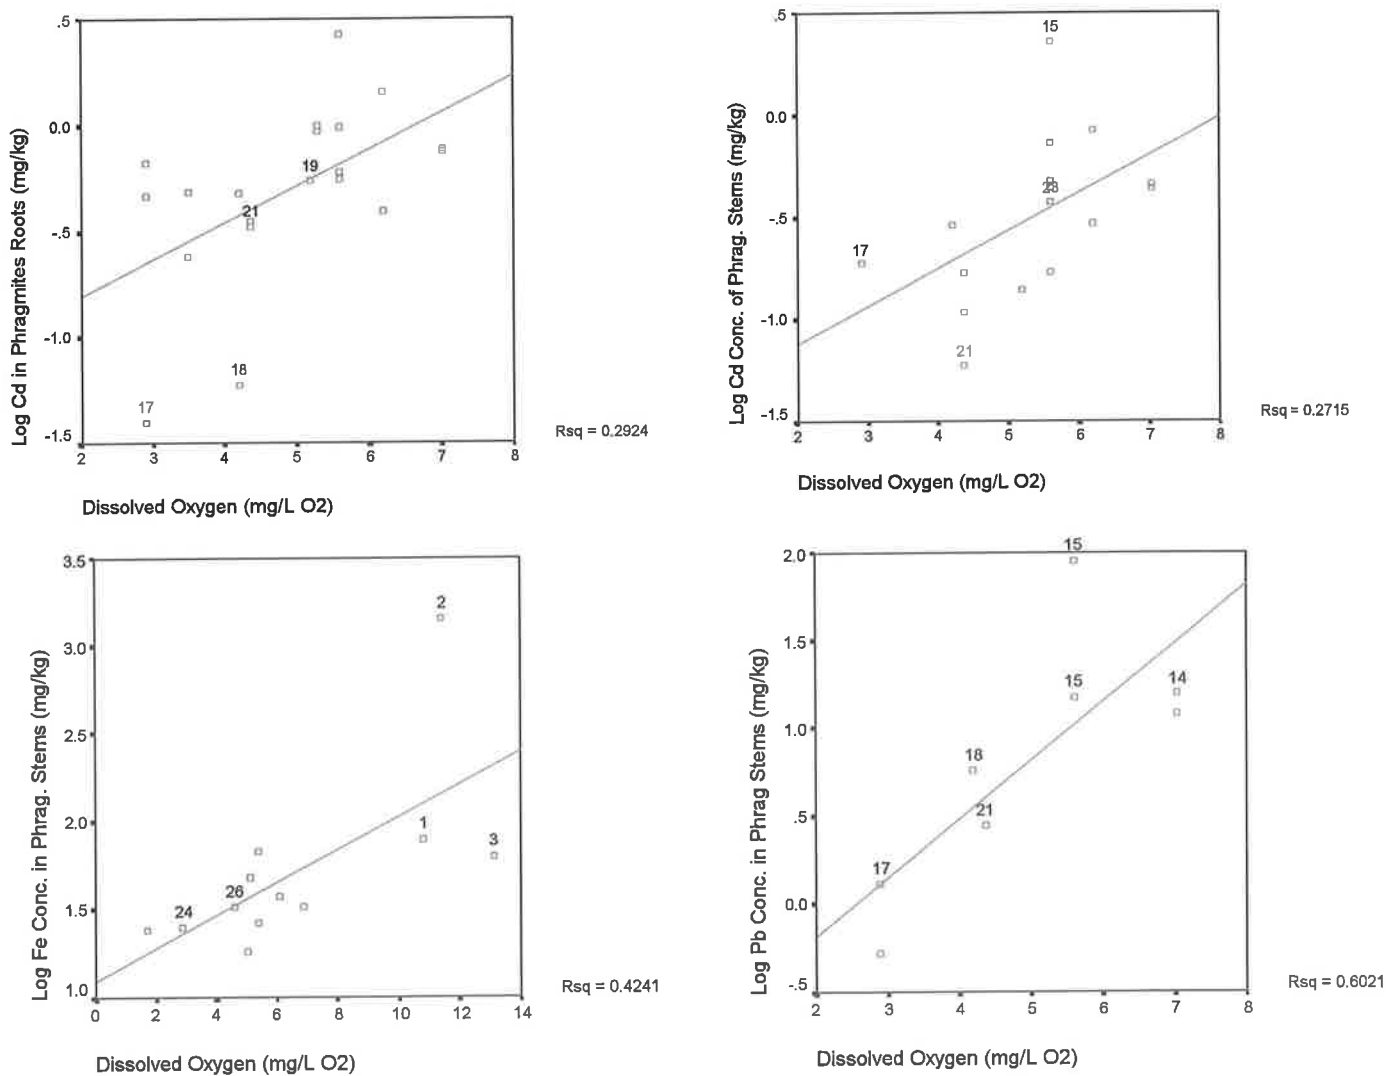 Log Cd in Phragmites Roots (mg/kg)
.5
0.0
-.5
-1.0
-1.5
19
21
18
17
2 3 4 5 6 7 8
Rsq = 0.2924
Dissolved Oxygen (mg/L O2)
Log Cd Conc. of Phrag. Stems (mg/kg)
.5
0.0
-.5
-1.0
-1.5
15
17
21
2 3 4 5 6 7 8
Rsq = 0.2715
Dissolved Oxygen (mg/L O2)
Log Fe Conc. in Phrag. Stems (mg/kg)
3.5
3.0
2.5
2.0
1.5
1.0
2
1
3
26
24
0 2 4 6 8 10 12 14
Rsq = 0.4241
Dissolved Oxygen (mg/L O2)
Log Pb Conc. in Phrag Stems (mg/kg)
2.0
1.5
1.0
.5
0.0
-.5
15
15
14
18
21
17
2 3 4 5 6 7 8
Rsq = 0.6021
Dissolved Oxygen (mg/L O2)